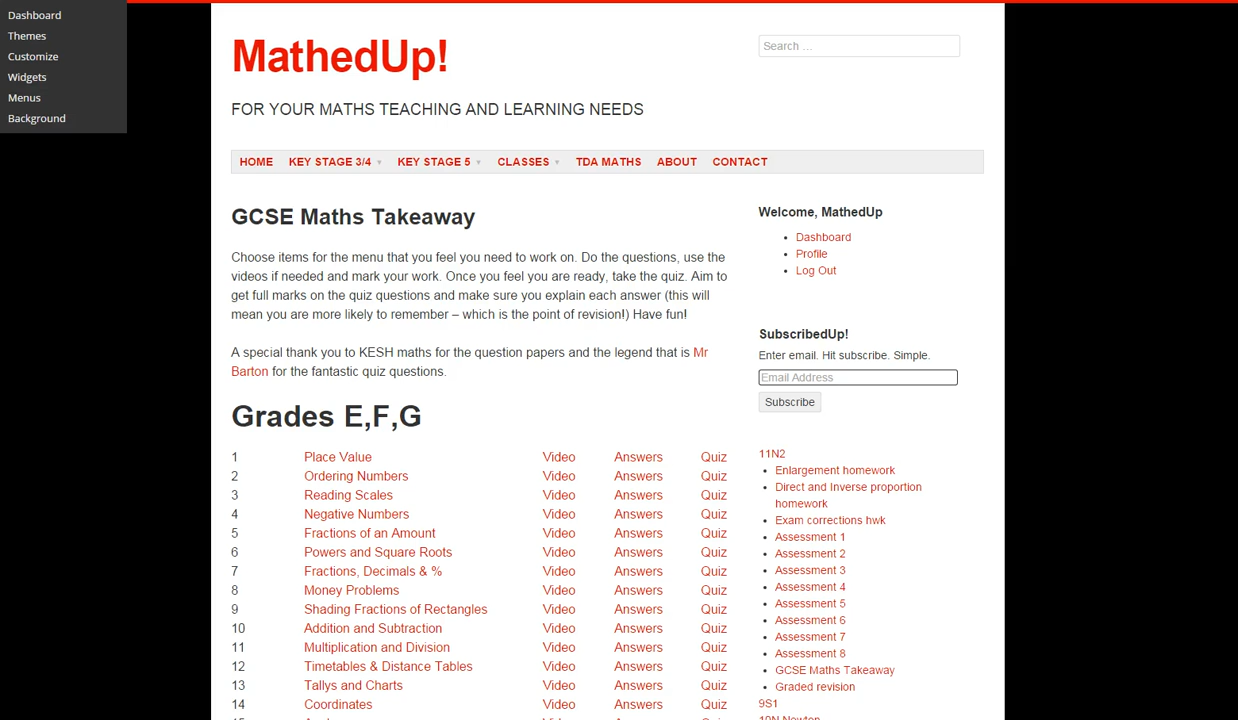 Dashboard
Themes
Customize
Widgets
Menus
Background
MathedUp!
Search ...
FOR YOUR MATHS TEACHING AND LEARNING NEEDS
HOME KEY STAGE 3/4 KEY STAGE 5 CLASSES TDA MATHS ABOUT CONTACT
GCSE Maths Takeaway
Choose items for the menu that you feel you need to work on. Do the questions, use the
videos if needed and mark your work. Once you feel you are ready, take the quiz. Aim to
get full marks on the quiz questions and make sure you explain each answer (this will
mean you are more likely to remember – which is the point of revision!) Have fun!
A special thank you to KESH maths for the question papers and the legend that is Mr
Barton for the fantastic quiz questions.
Grades E,F,G
1 Place Value Video Answers Quiz
2 Ordering Numbers Video Answers Quiz
3 Reading Scales Video Answers Quiz
4 Negative Numbers Video Answers Quiz
5 Fractions of an Amount Video Answers Quiz
6 Powers and Square Roots Video Answers Quiz
7 Fractions, Decimals & % Video Answers Quiz
8 Money Problems Video Answers Quiz
9 Shading Fractions of Rectangles Video Answers Quiz
10 Addition and Subtraction Video Answers Quiz
11 Multiplication and Division Video Answers Quiz
12 Timetables & Distance Tables Video Answers Quiz
13 Tallys and Charts Video Answers Quiz
14 Coordinates Video Answers Quiz
Welcome, MathedUp
Dashboard
Profile
Log Out
SubscribedUp!
Enter email. Hit subscribe. Simple.
Email Address
Subscribe
11N2
Enlargement homework
Direct and Inverse proportion
homework
Exam corrections hwk
Assessment 1
Assessment 2
Assessment 3
Assessment 4
Assessment 5
Assessment 6
Assessment 7
Assessment 8
GCSE Maths Takeaway
Graded revision
9S1
10N Newton